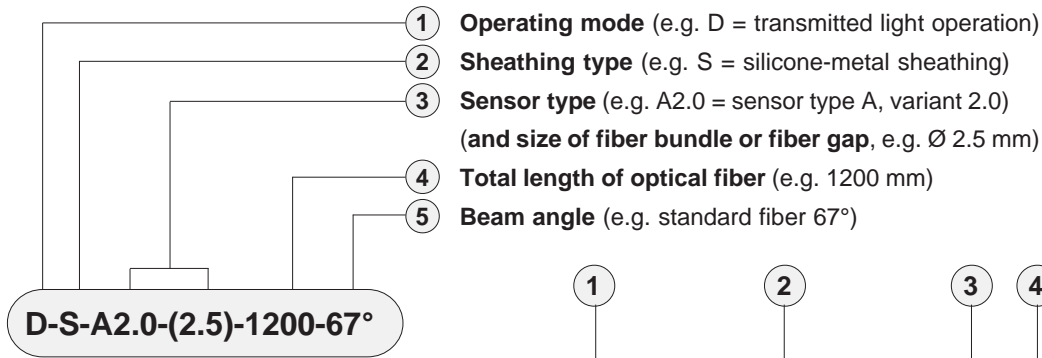 1 Operating mode (e.g. D = transmitted light operation)
2 Sheathing type (e.g. S = silicone-metal sheathing)
3 Sensor type (e.g. A2.0 = sensor type A, variant 2.0)
(and size of fiber bundle or fiber gap, e.g. Ø 2.5 mm)
4 Total length of optical fiber (e.g. 1200 mm)
5 Beam angle (e.g. standard fiber 67°)
1 2 3 4
D-S-A2.0-(2.5)-1200-67°